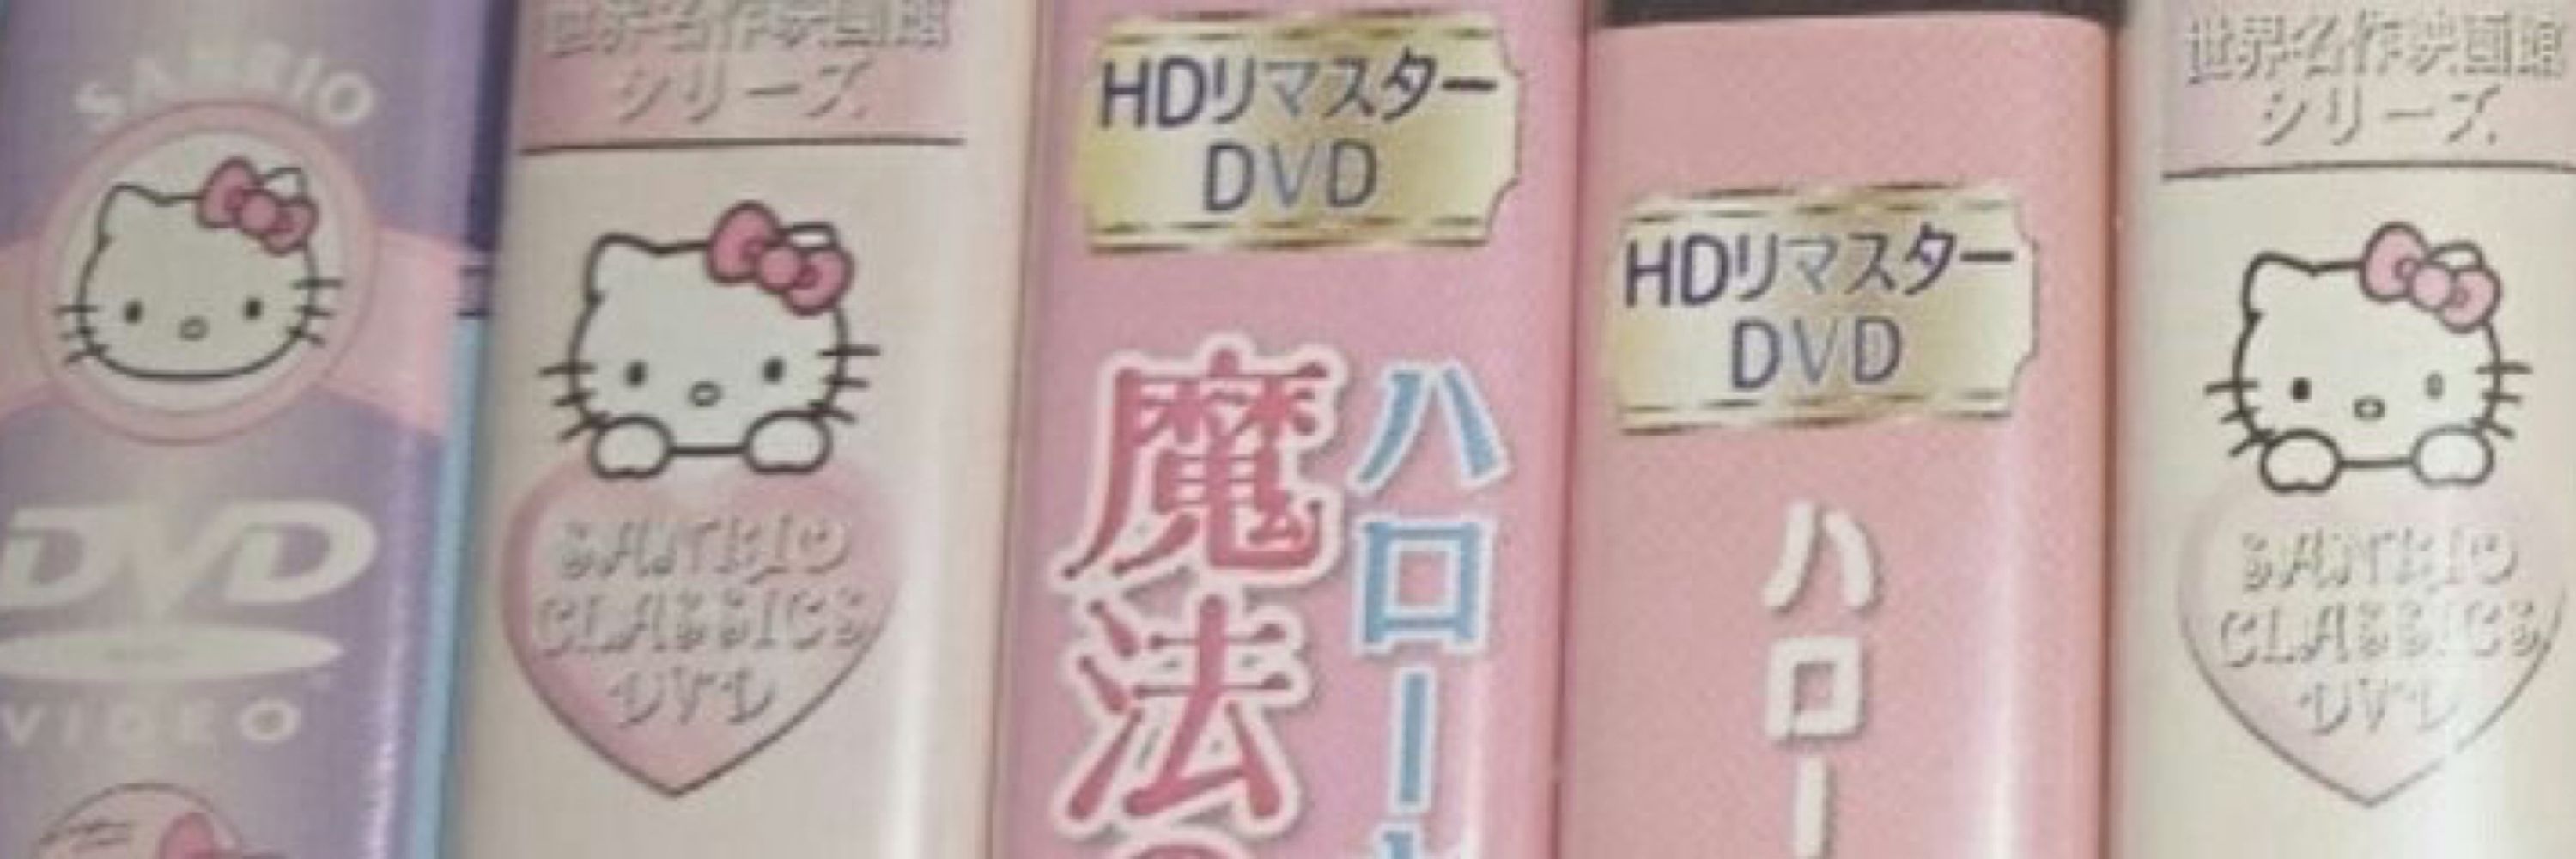 SANRIO
DVD
VIDEO
世界名作映画館
シリーズ
SANRIO
CLASSICS
DVD
HDリマスター
DVD
ハロー
魔法の
HDリマスター
DVD
ハロー
世界名作映画館
シリーズ
SANRIO
CLASSICS
DVD